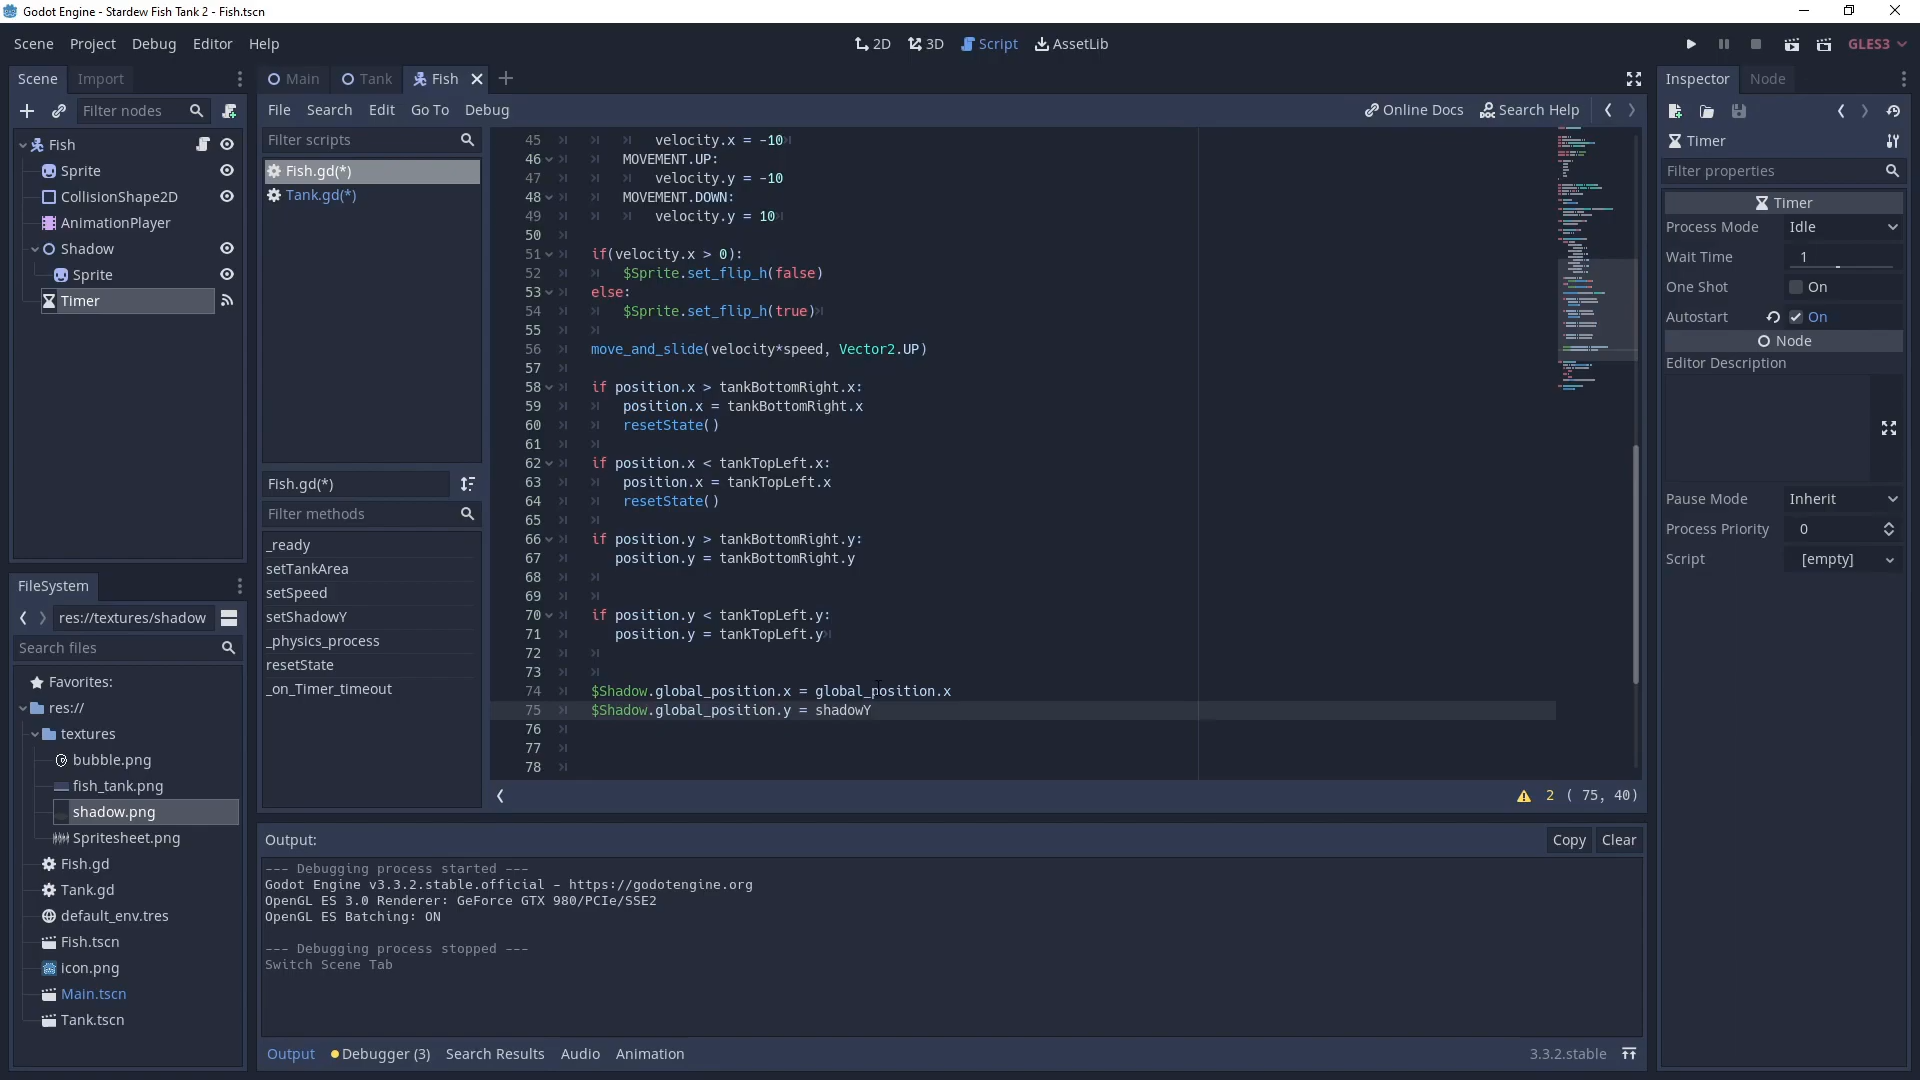 Godot Engine - Stardew Fish Tank 2 - Fish.tscn
Scene Project Debug Editor Help
2D 3D Script AssetLib
GLES3
Scene Import
Filter nodes
Fish
Sprite
CollisionShape2D
AnimationPlayer
Shadow
Sprite
Timer
FileSystem
res://textures/shadow
Search files
Favorites:
res://
textures
bubble.png
fish_tank.png
shadow.png
Spritesheet.png
Fish.gd
Tank.gd
default_env.tres
Fish.tscn
icon.png
Main.tscn
Tank.tscn
Main Tank Fish
File Search Edit Go To Debug
Online Docs Search Help
Filter scripts
Fish.gd(*)
Tank.gd(*)
Fish.gd(*)
Filter methods
_ready
setTankArea
setSpeed
setShadowY
_physics_process
resetState
_on_Timer_timeout
45 velocity.x = -10
46 MOVEMENT.UP:
47 velocity.y = -10
48 MOVEMENT.DOWN:
49 velocity.y = 10
50
51 if(velocity.x > 0):
52 $Sprite.set_flip_h(false)
53 else:
54 $Sprite.set_flip_h(true)
55
56 move_and_slide(velocity*speed, Vector2.UP)
57
58 if position.x > tankBottomRight.x:
59 position.x = tankBottomRight.x
60 resetState()
61
62 if position.x < tankTopLeft.x:
63 position.x = tankTopLeft.x
64 resetState()
65
66 if position.y > tankBottomRight.y:
67 position.y = tankBottomRight.y
68
69
70 if position.y < tankTopLeft.y:
71 position.y = tankTopLeft.y
72
73
74 $Shadow.global_position.x = global_position.x
75 $Shadow.global_position.y = shadowY
76
77
78
2 ( 75, 40)
Output:
Copy Clear
--- Debugging process started ---
Godot Engine v3.3.2.stable.official - https://godotengine.org
OpenGL ES 3.0 Renderer: GeForce GTX 980/PCIe/SSE2
OpenGL ES Batching: ON
--- Debugging process stopped ---
Switch Scene Tab
Output Debugger (3) Search Results Audio Animation
3.3.2.stable
Inspector Node
Timer
Filter properties
Timer
Process Mode Idle
Wait Time 1
One Shot On
Autostart On
Node
Editor Description
Pause Mode Inherit
Process Priority 0
Script [empty]